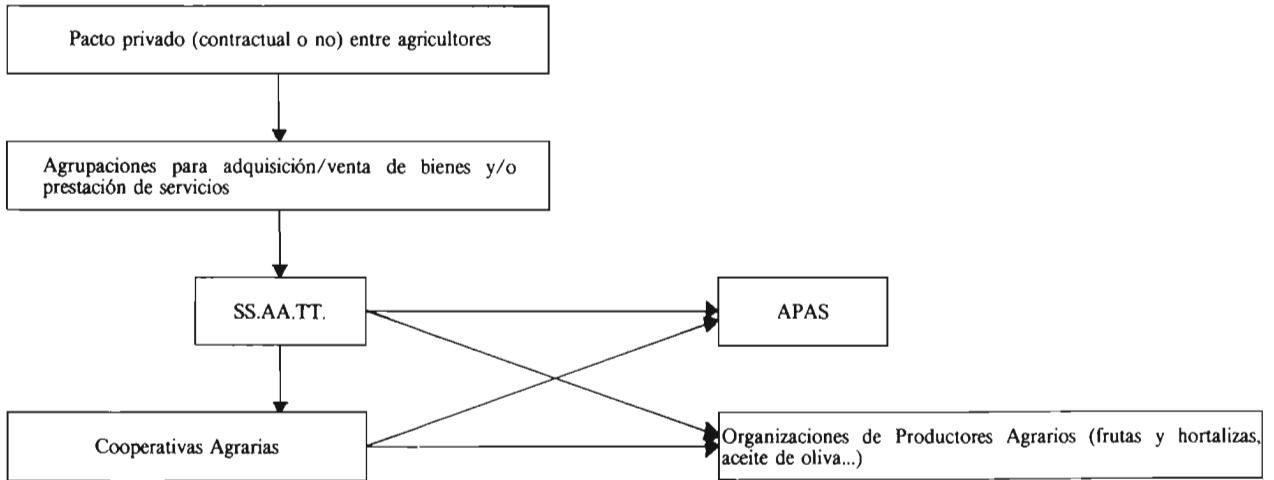 Pacto privado (contractual o no) entre agricultores
Agrupaciones para adquisición/venta de bienes y/o
prestación de servicios
SS.AA.TT.
APAS
Cooperativas Agrarias
Organizaciones de Productores Agrarios (frutas y hortalizas,
aceite de oliva...)